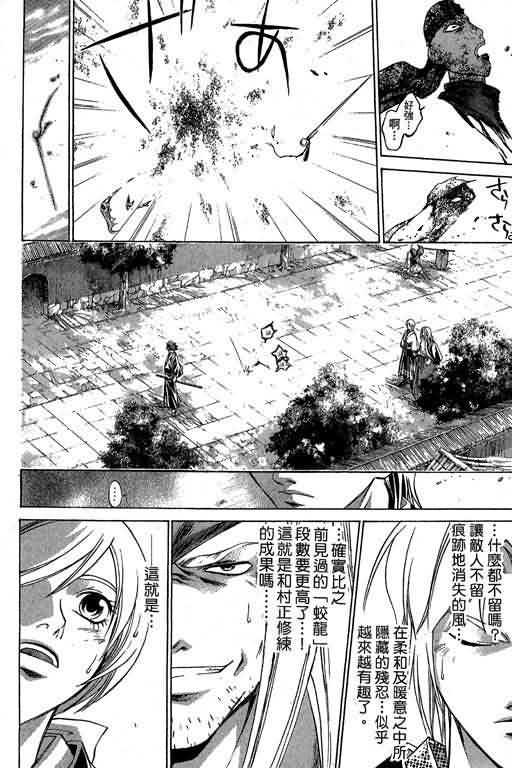 好強…
啊…
さら
さら
ああ
……
…什麼都不留嗎？
讓敵人不留
痕跡地消失的風…
在柔和及暖意之中所
隱藏的殘忍…似乎
越來越有趣了。
…確實比之
前見過的「蛟龍」
段數要更高了…！
這就是和村正修練
的成果嗎……
這就是…